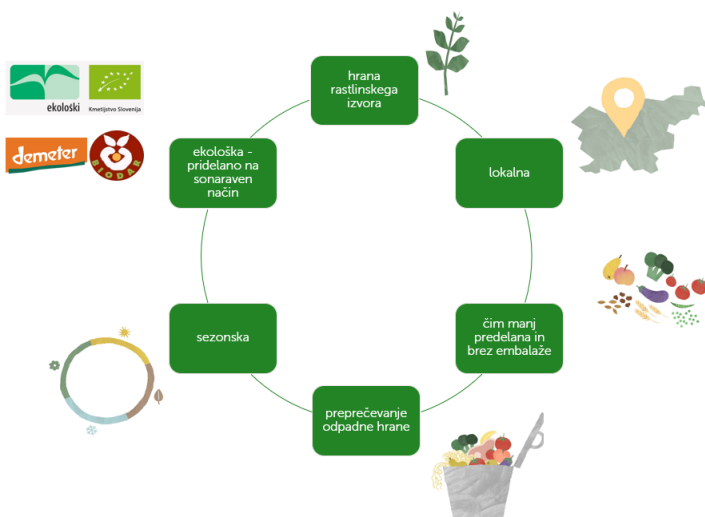 hrana
rastlinskega
izvora
ekološki
Kmetijstvo Slovenija
demeter
BIODAR
ekološka -
pridelano na
sonaraven
način
lokalna
sezonska
čim manj
predelana in
brez embalaže
preprečevanje
odpadne hrane